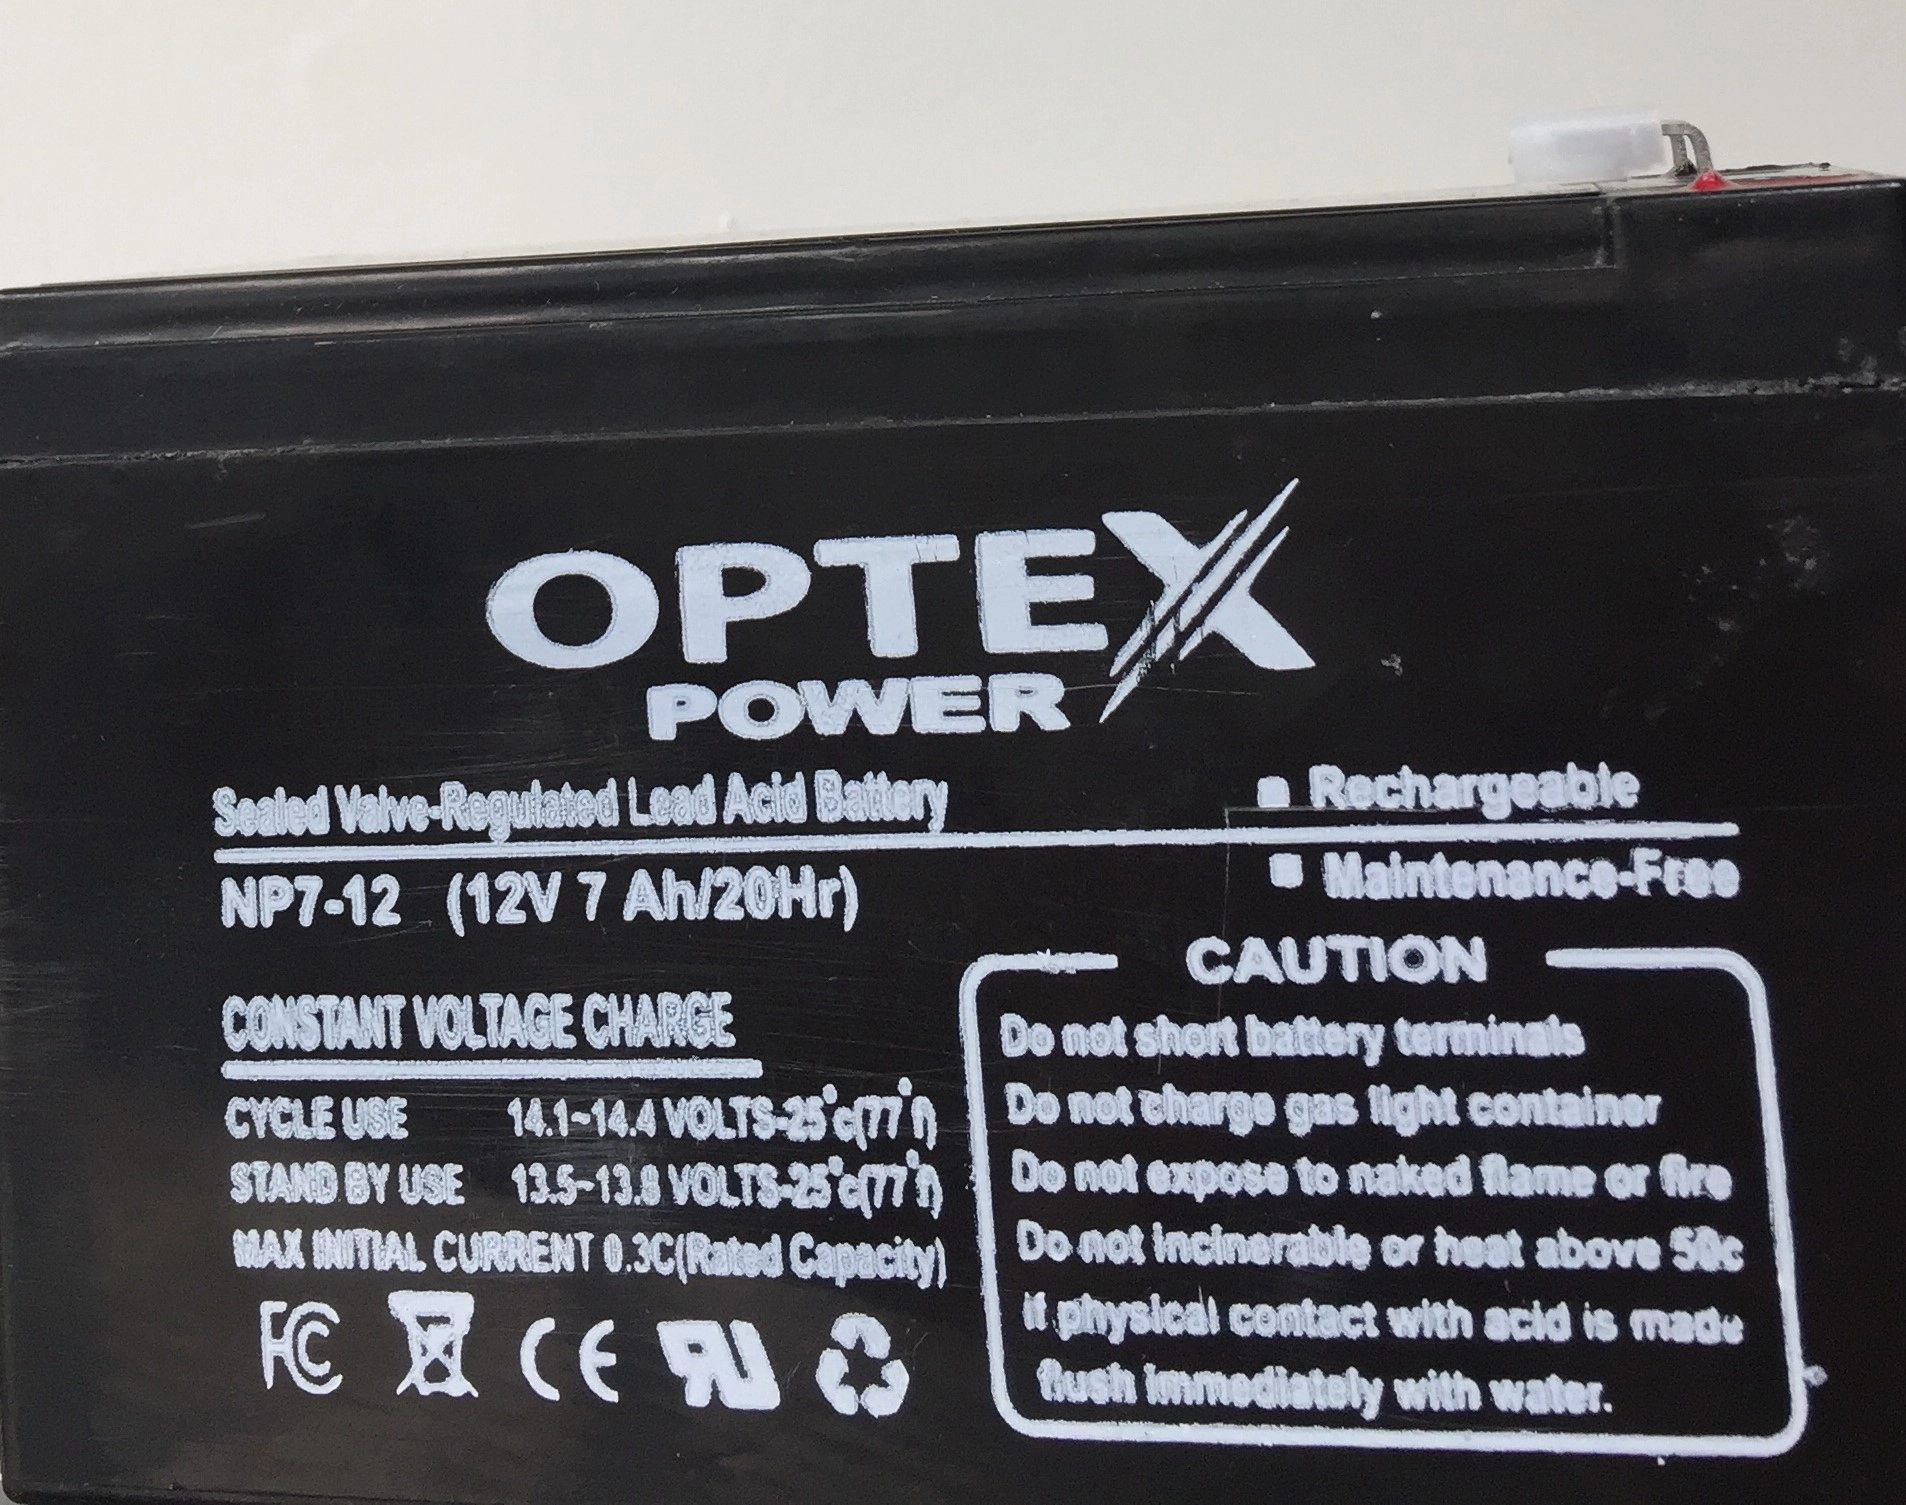 OPTEX
POWER
Sealed Valve-Regulated Lead Acid Battery
■ Rechargeable
NP7-12 (12V 7 Ah/20Hr)
■ Maintenance-Free
CONSTANT VOLTAGE CHARGE
CYCLE USE 14.1~14.4 VOLTS-25°c(77°f)
STAND BY USE 13.5~13.8 VOLTS-25°c(77°f)
MAX INITIAL CURRENT 0.3C(Rated Capacity)
FC CE RU
CAUTION
Do not short battery terminals
Do not charge gas light container
Do not expose to naked flame or fire
Do not incinerable or heat above 50c
if physical contact with acid is made
flush immediately with water.